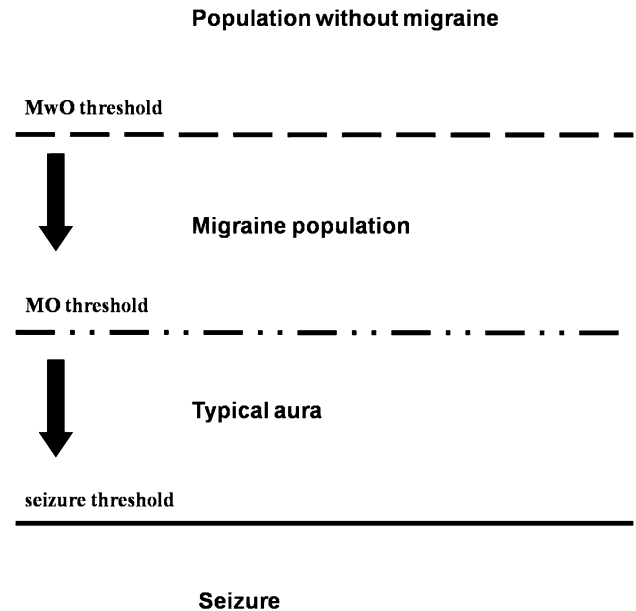 Population without migraine
MwO threshold
Migraine population
MO threshold
Typical aura
seizure threshold
Seizure